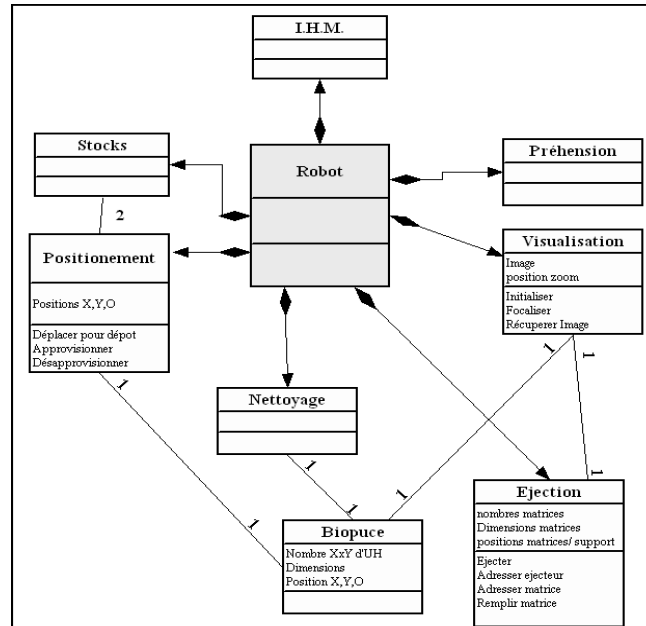 I.H.M.
Stocks
Robot
Préhension
2
Positionement
Positions X,Y,O
Déplacer pour dépot
Approvisionner
Désapprovisionner
Visualisation
Image
position zoom
Initialiser
Focaliser
Récuperer Image
1
1
1
Nettoyage
1
1
1
1
1
Biopuce
Nombre XxY d'UH
Dimensions
Position X,Y,O
Ejection
nombres matrices
Dimensions matrices
positions matrices/ support
Ejecter
Adresser ejecteur
Adresser matrice
Remplir matrice